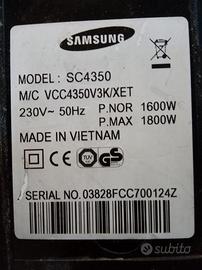 SAMSUNG
MODEL: SC4350
M/C VCC4350V3K/XET
230V~ 50Hz P.NOR 1600W
P.MAX 1800W
MADE IN VIETNAM
SERIAL NO. 03828FCC700124Z
subito